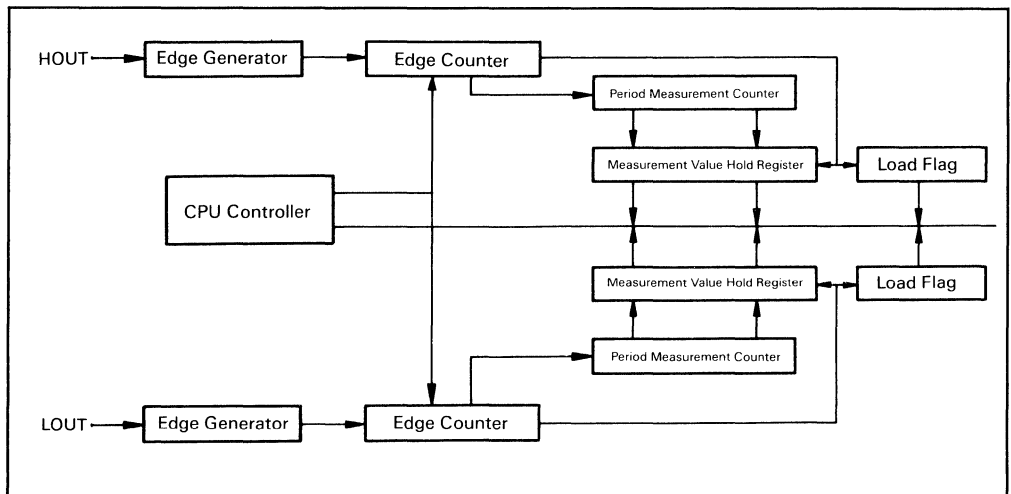 HOUT
Edge Generator
Edge Counter
Period Measurement Counter
Measurement Value Hold Register
Load Flag
CPU Controller
Measurement Value Hold Register
Load Flag
Period Measurement Counter
LOUT
Edge Generator
Edge Counter